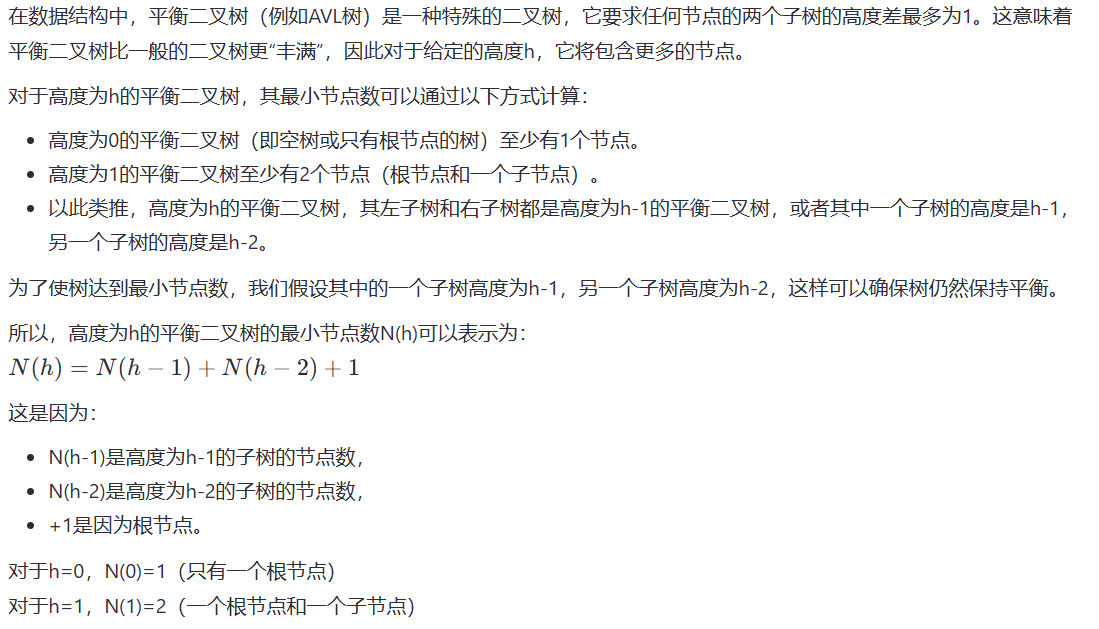 在数据结构中，平衡二叉树（例如AVL树）是一种特殊的二叉树，它要求任何节点的两个子树的高度差最多为1。这意味着
平衡二叉树比一般的二叉树更“丰满”，因此对于给定的高度h，它将包含更多的节点。
对于高度为h的平衡二叉树，其最小节点数可以通过以下方式计算：
• 高度为0的平衡二叉树（即空树或只有根节点的树）至少有1个节点。
• 高度为1的平衡二叉树至少有2个节点（根节点和一个子节点）。
• 以此类推，高度为h的平衡二叉树，其左子树和右子树都是高度为h-1的平衡二叉树，或者其中一个子树的高度是h-1，
另一个子树的高度是h-2。
为了使树达到最小节点数，我们假设其中的一个子树高度为h-1，另一个子树高度为h-2，这样可以确保树仍然保持平衡。
所以，高度为h的平衡二叉树的最小节点数N(h)可以表示为：
N(h) = N(h − 1) + N(h − 2) + 1
这是因为：
• N(h-1)是高度为h-1的子树的节点数，
• N(h-2)是高度为h-2的子树的节点数，
• +1是因为根节点。
对于h=0，N(0)=1（只有一个根节点）
对于h=1，N(1)=2（一个根节点和一个子节点）